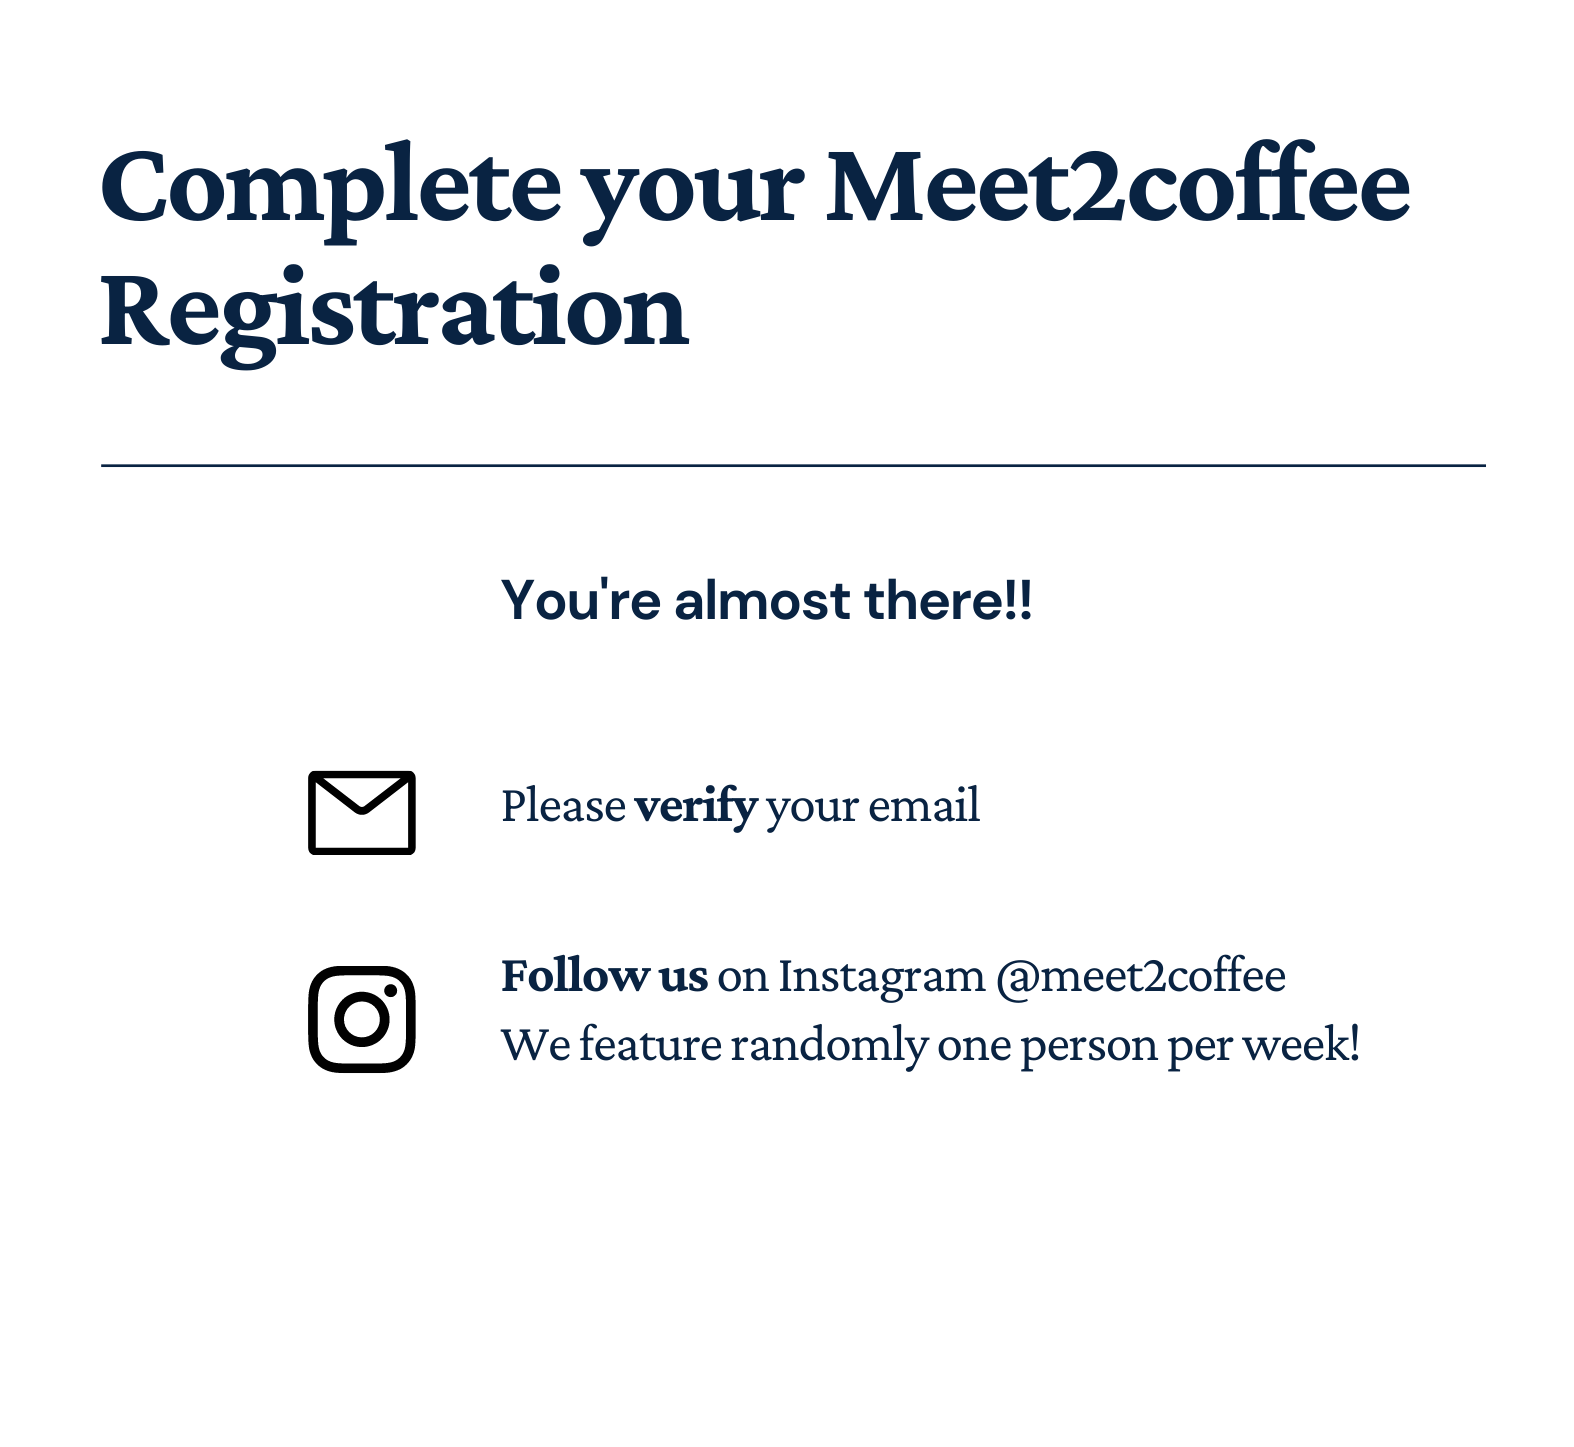 Complete your Meet2coffee
Registration
You're almost there!!
Please verify your email
Follow us on Instagram @meet2coffee
We feature randomly one person per week!